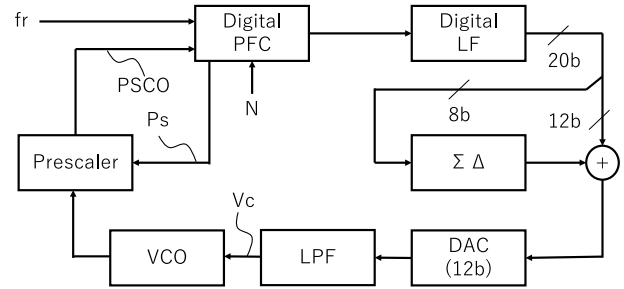 fr
Digital
PFC
Digital
LF
20b
PSCO
N
8b
12b
Ps
Prescaler
Σ Δ
+
Vc
VCO
LPF
DAC
(12b)